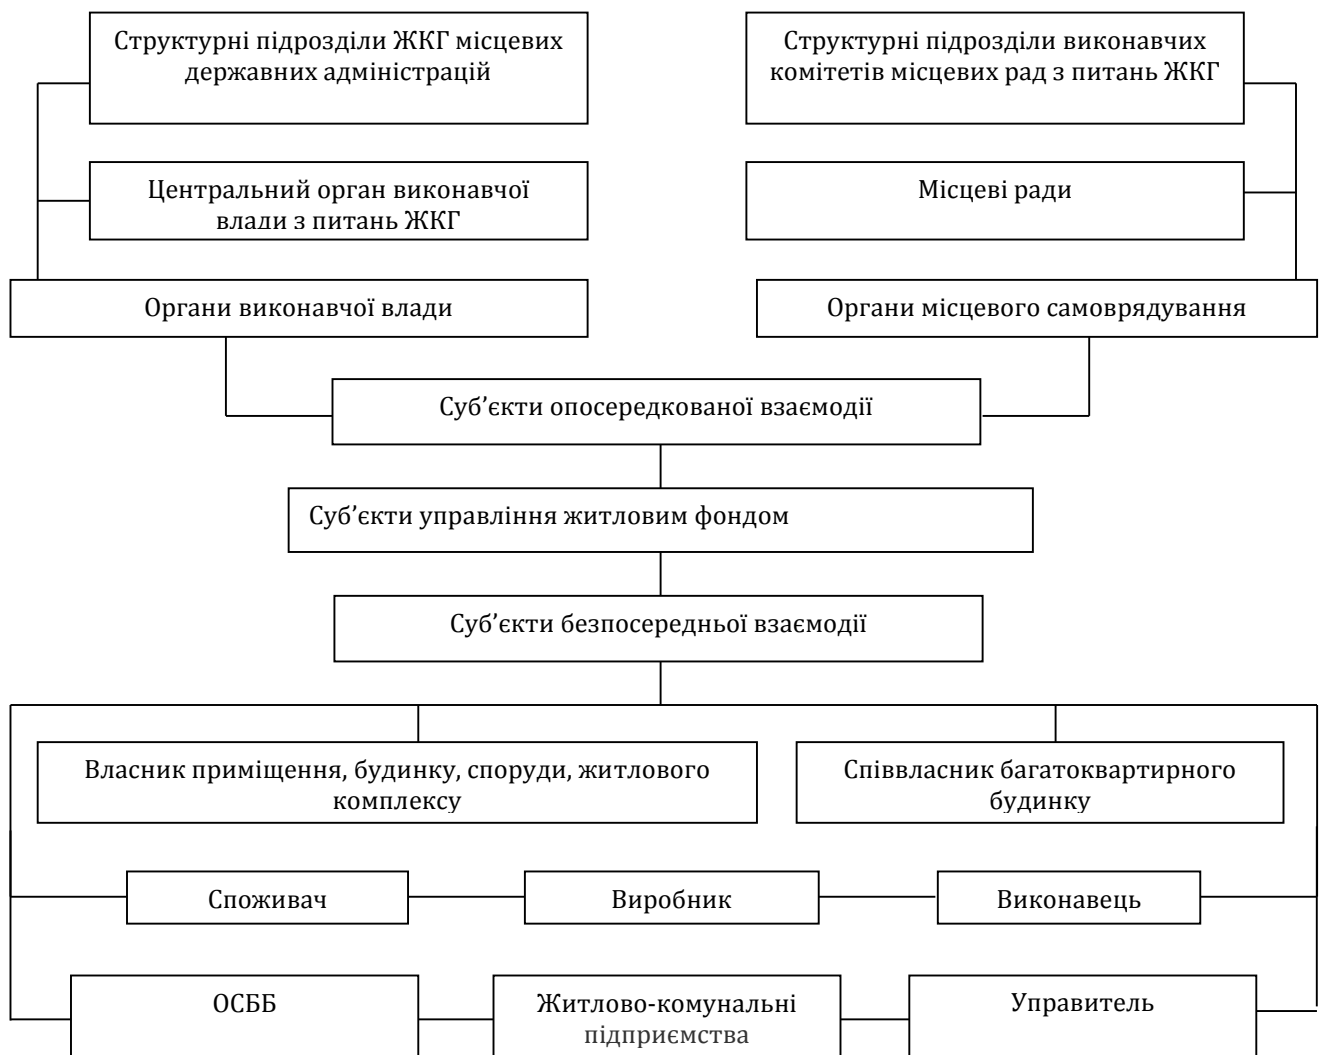 Структурні підрозділи ЖКГ місцевих
державних адміністрацій
Структурні підрозділи виконавчих
комітетів місцевих рад з питань ЖКГ
Центральний орган виконавчої
влади з питань ЖКГ
Місцеві ради
Органи виконавчої влади
Органи місцевого самоврядування
Суб’єкти опосередкованої взаємодії
Суб’єкти управління житловим фондом
Суб’єкти безпосередньої взаємодії
Власник приміщення, будинку, споруди, житлового
комплексу
Співвласник багатоквартирного
будинку
Споживач
Виробник
Виконавець
ОСББ
Житлово-комунальні
підприємства
Управитель